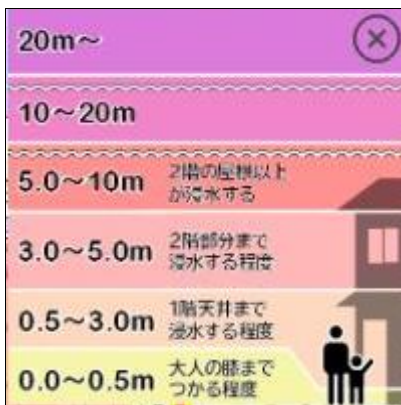 20m～
10～20m
5.0～10m
2階の屋根以上
が浸水する
3.0～5.0m
2階部分まで
浸水する程度
0.5～3.0m
1階天井まで
浸水する程度
0.0～0.5m
大人の膝まで
つかる程度